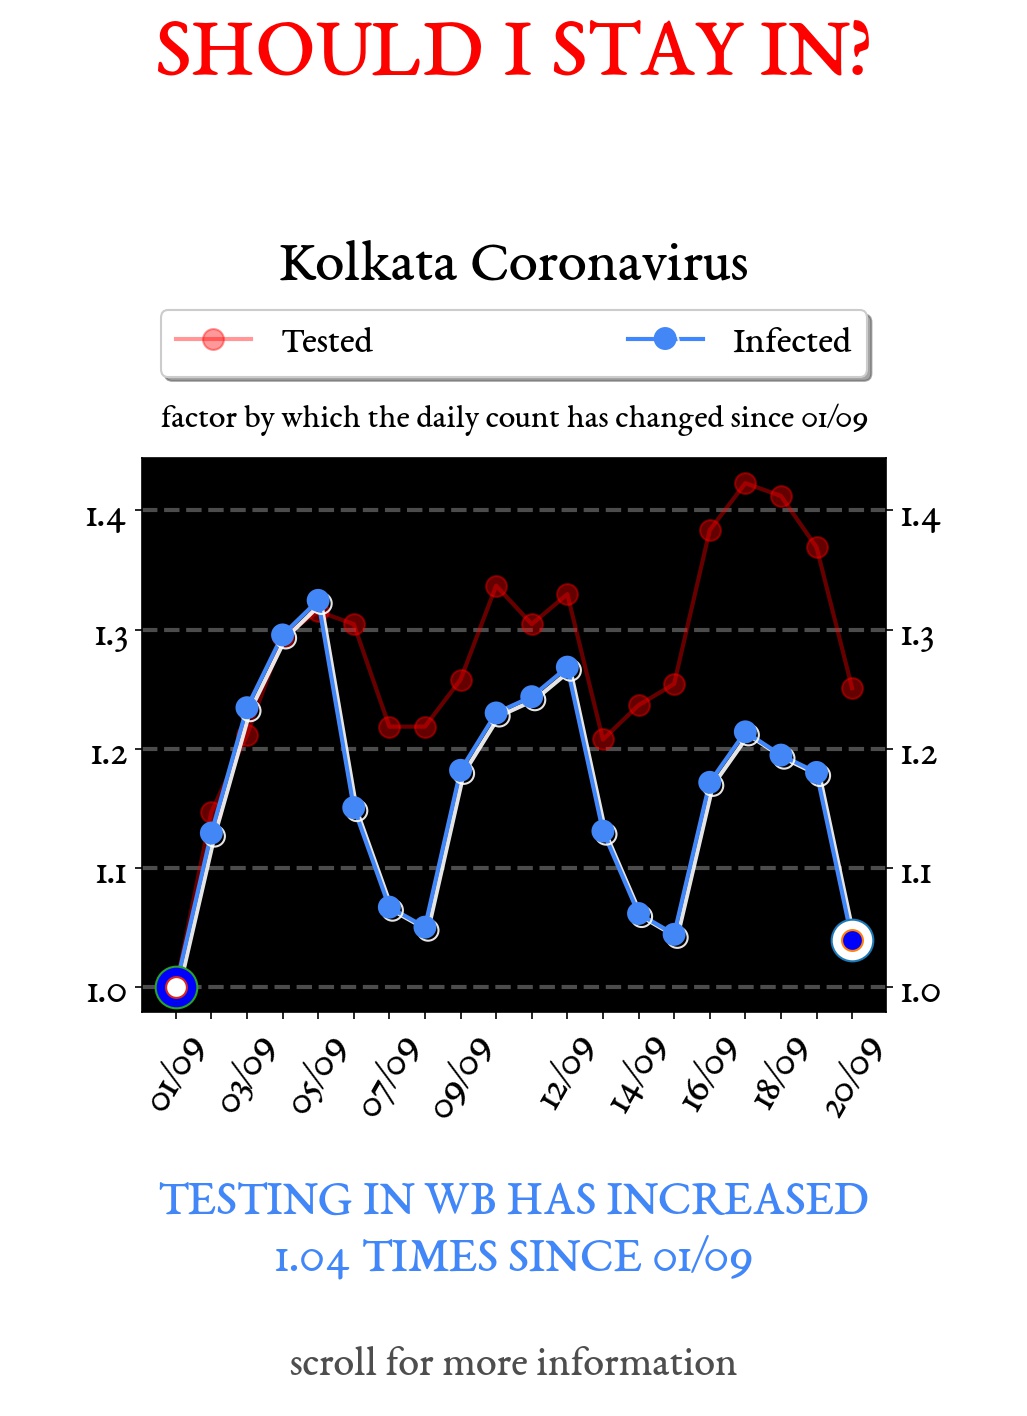 SHOULD I STAY IN?
Kolkata Coronavirus
Tested Infected
factor by which the daily count has changed since 01/09
1.4 1.4
1.3 1.3
1.2 1.2
1.1 1.1
1.0 1.0
01/09 03/09 05/09 07/09 09/09 12/09 14/09 16/09 18/09 20/09
TESTING IN WB HAS INCREASED
1.04 TIMES SINCE 01/09
scroll for more information